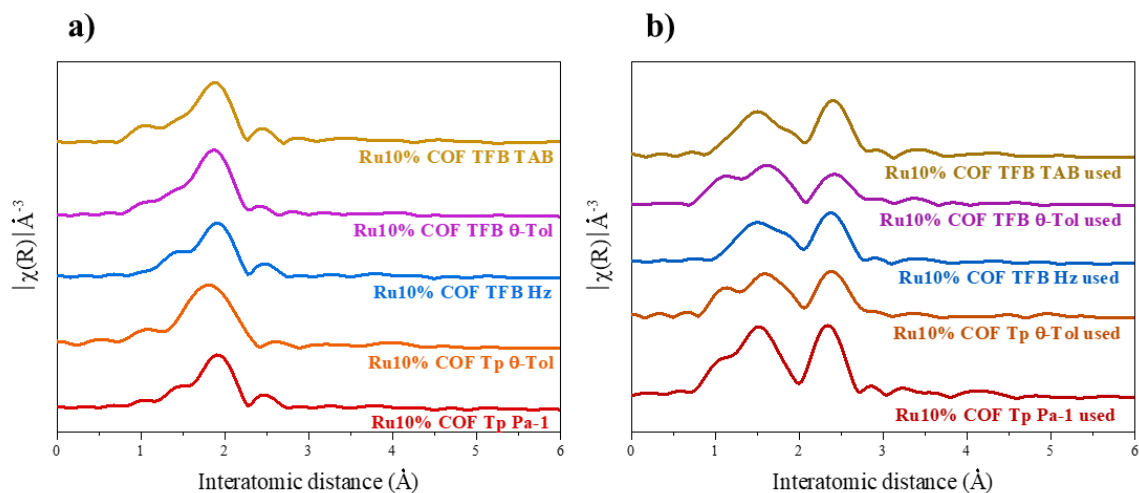 a)
b)
|χ(R)| Å⁻³
Ru10% COF TFB TAB
Ru10% COF TFB θ-Tol
Ru10% COF TFB Hz
Ru10% COF Tp θ-Tol
Ru10% COF Tp Pa-1
0 1 2 3 4 5 6
Interatomic distance (Å)
|χ(R)| Å⁻³
Ru10% COF TFB TAB used
Ru10% COF TFB θ-Tol used
Ru10% COF TFB Hz used
Ru10% COF Tp θ-Tol used
Ru10% COF Tp Pa-1 used
0 1 2 3 4 5 6
Interatomic distance (Å)